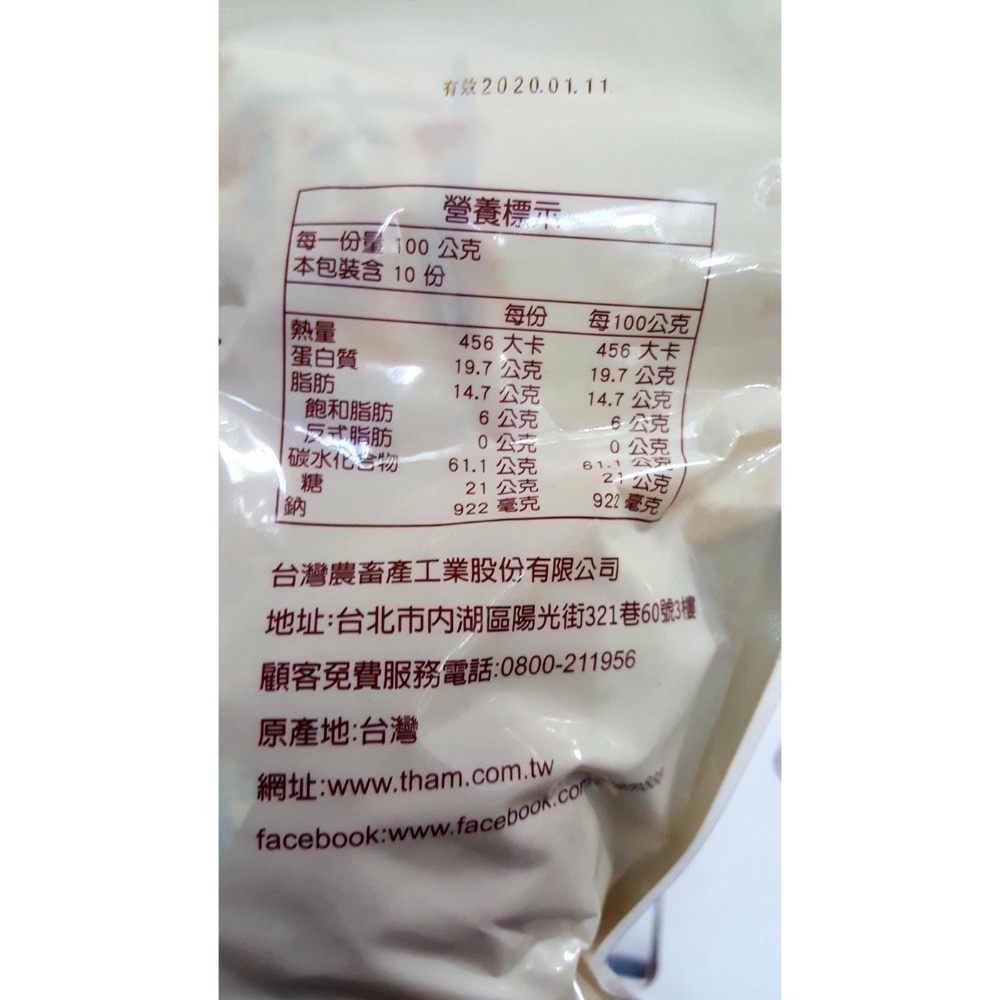 有效2020.01.11
營養標示
每一份量 100 公克
本包裝含 10 份
每份 每100公克
熱量 456 大卡 456 大卡
蛋白質 19.7 公克 19.7 公克
脂肪 14.7 公克 14.7 公克
飽和脂肪 6 公克 6 公克
反式脂肪 0 公克 0 公克
碳水化合物 61.1 公克 61.1 公克
糖 21 公克 21 公克
鈉 922 毫克 922 毫克
台灣農畜產工業股份有限公司
地址:台北市內湖區陽光街321巷60號3樓
顧客免費服務電話:0800-211956
原產地:台灣
網址:www.tham.com.tw
facebook:www.facebook.com